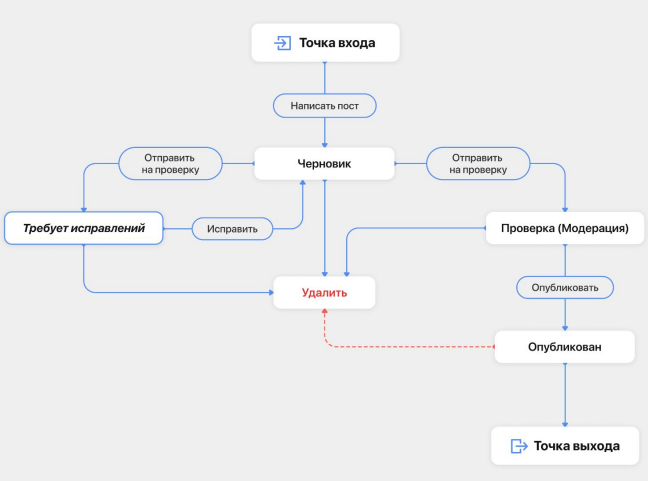 Точка входа
Написать пост
Отправить
на проверку
Черновик
Отправить
на проверку
Требует исправлений
Исправить
Проверка (Модерация)
Удалить
Опубликовать
Опубликован
Точка выхода